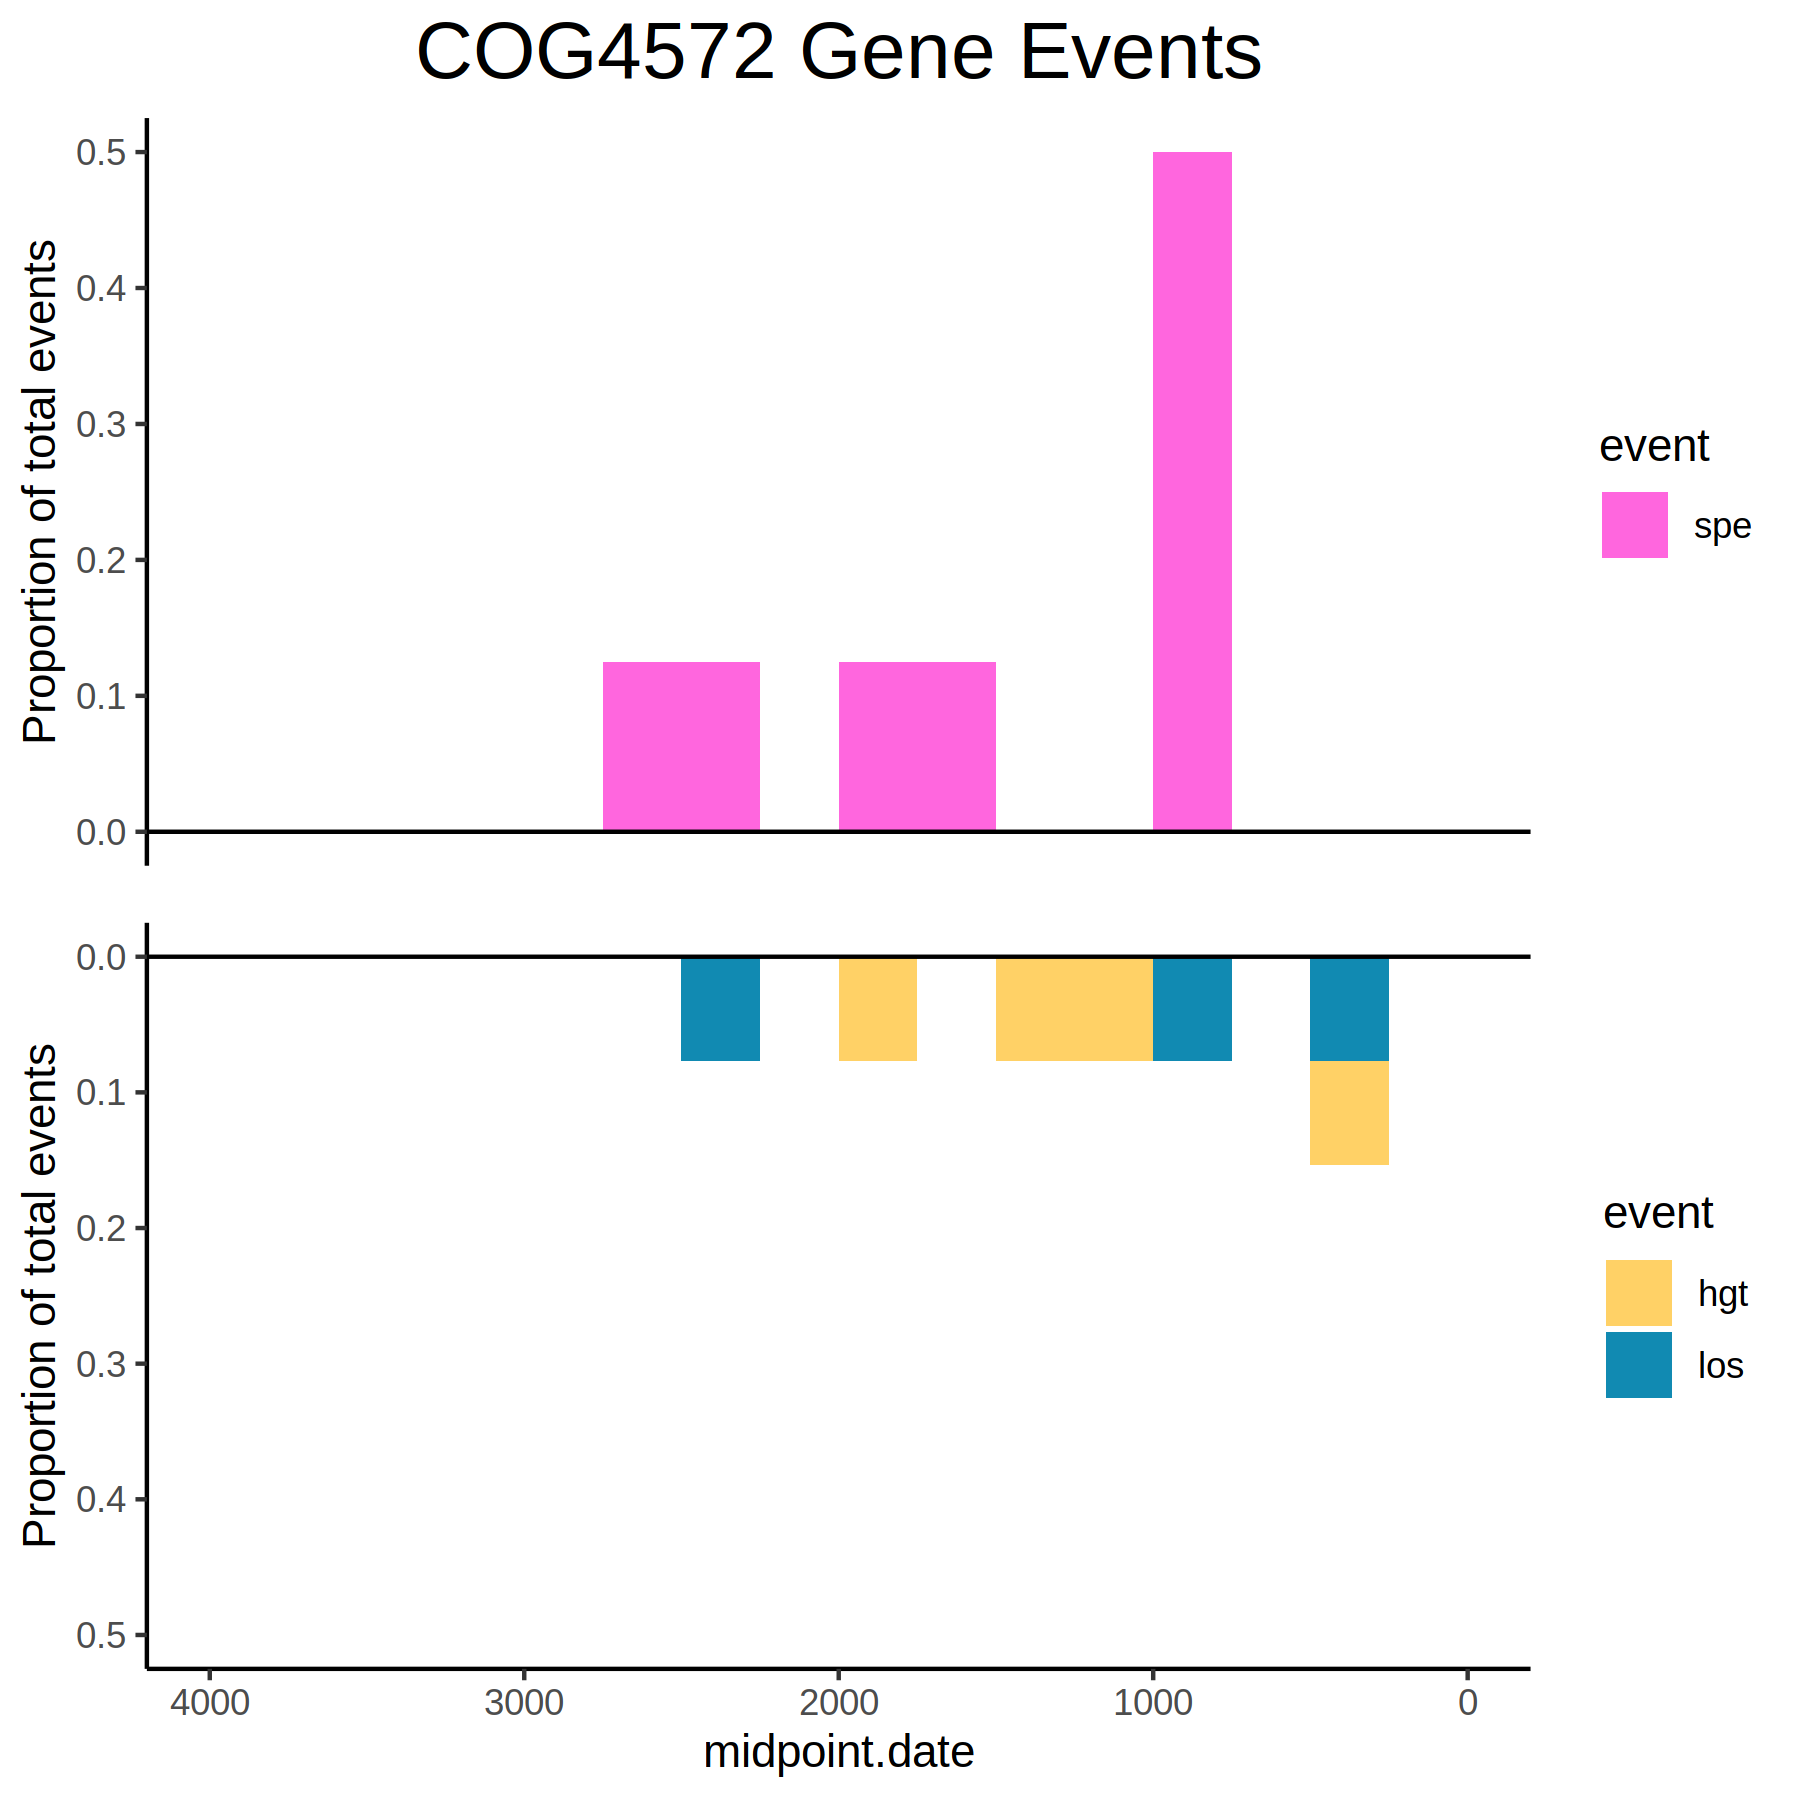 COG4572 Gene Events
Proportion of total events
0.5
0.4
0.3
0.2
0.1
0.0
event
spe
Proportion of total events
0.0
0.1
0.2
0.3
0.4
0.5
event
hgt
los
4000 3000 2000 1000 0
midpoint.date